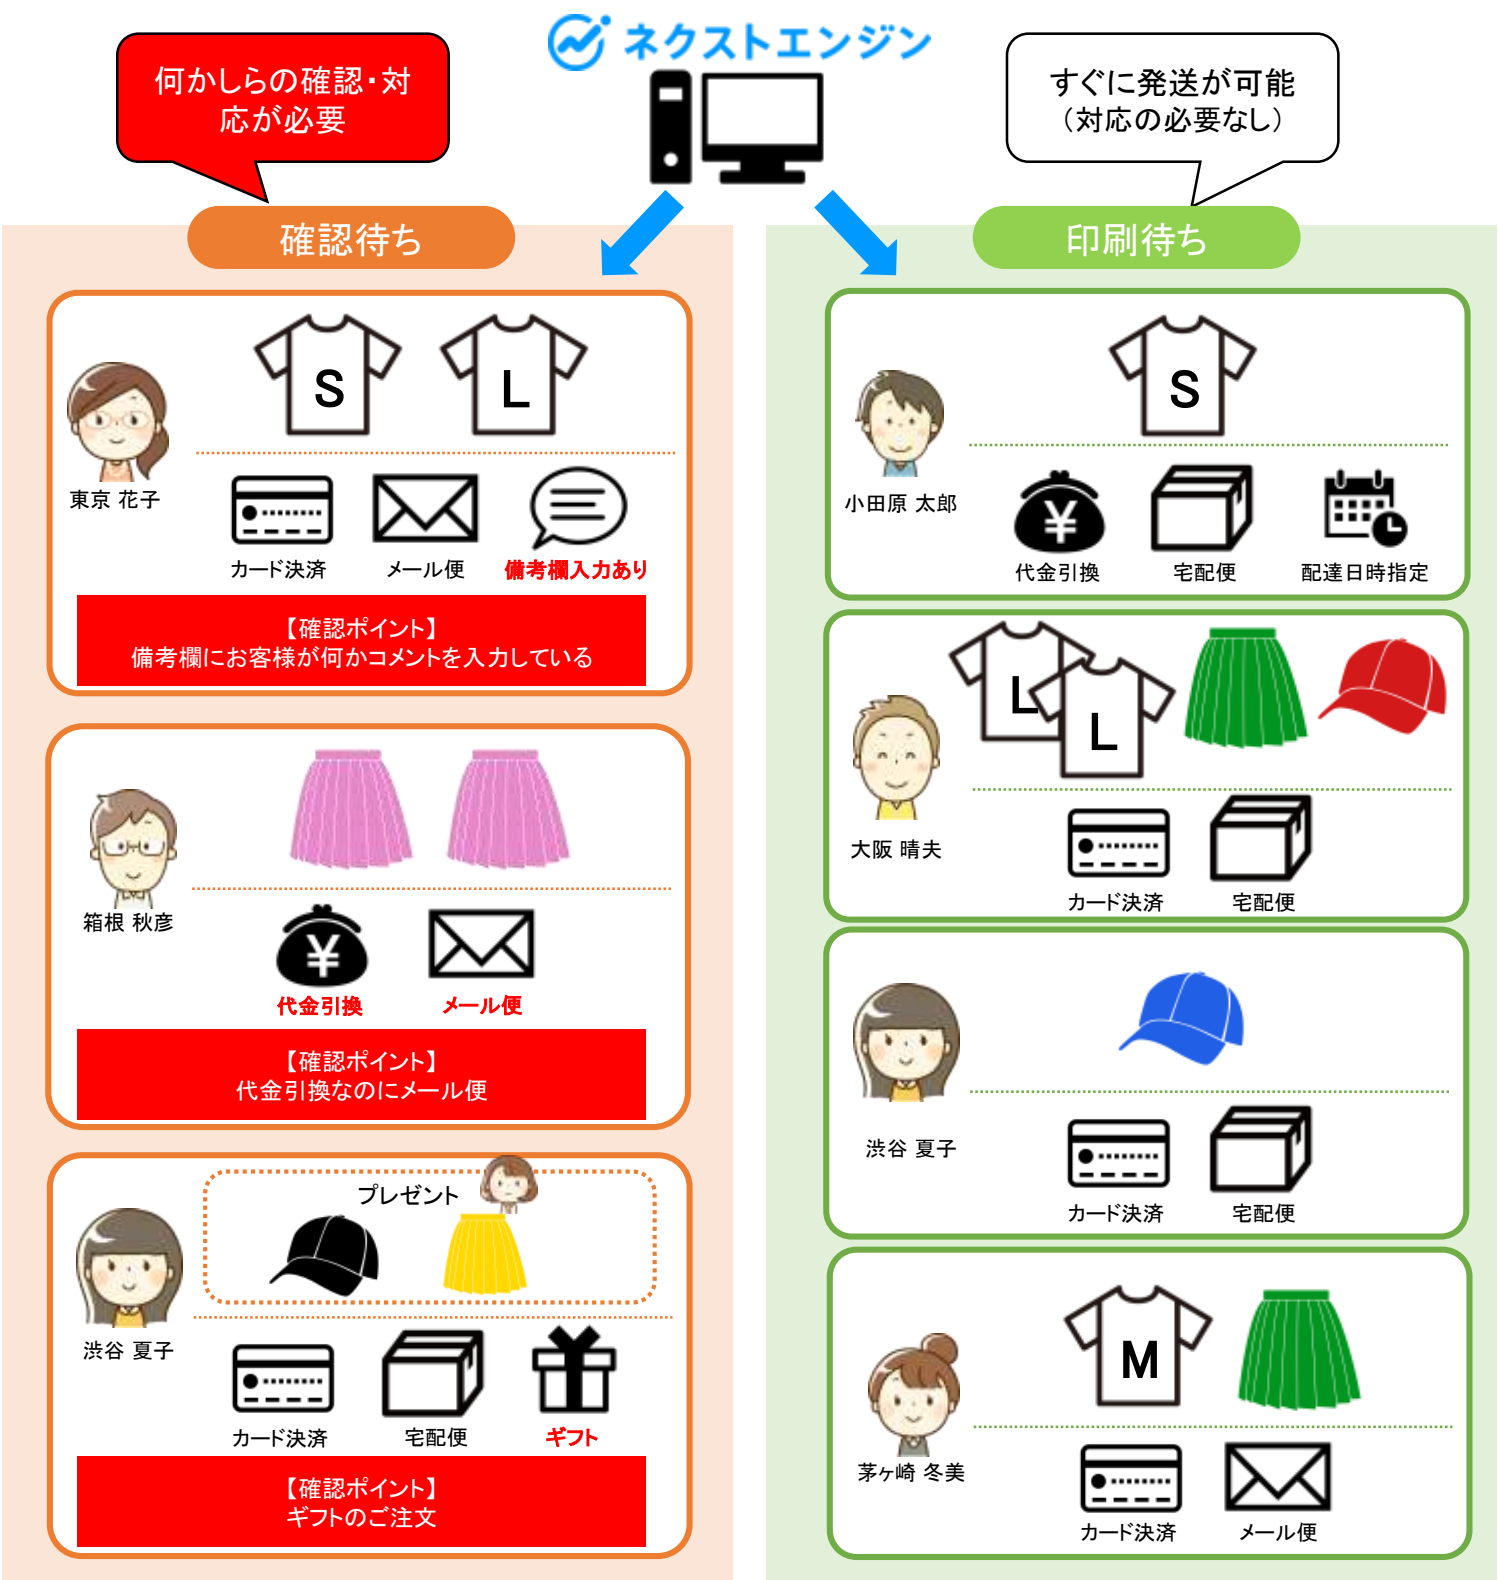 ネクストエンジン
何かしらの確認・対
応が必要
すぐに発送が可能
（対応の必要なし）
確認待ち
S
L
東京 花子
カード決済
メール便
備考欄入力あり
【確認ポイント】
備考欄にお客様が何かコメントを入力している
箱根 秋彦
代金引換
メール便
【確認ポイント】
代金引換なのにメール便
プレゼント
渋谷 夏子
カード決済
宅配便
ギフト
【確認ポイント】
ギフトのご注文
印刷待ち
S
小田原 太郎
¥
代金引換
宅配便
配達日時指定
L
L
大阪 晴夫
カード決済
宅配便
渋谷 夏子
カード決済
宅配便
M
茅ヶ崎 冬美
カード決済
メール便